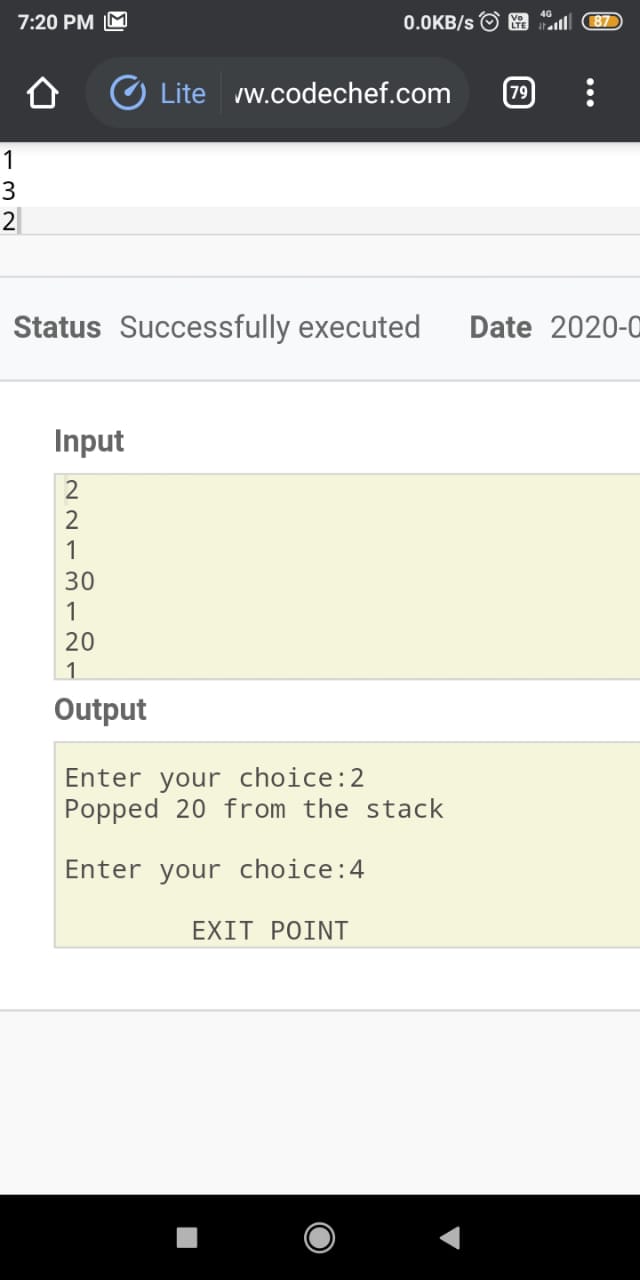 7:20 PM
0.0KB/s Vo LTE 4G 87
Lite vw.codechef.com 79
1
3
2
Status Successfully executed Date 2020-0
Input
2
2
1
30
1
20
1
Output
Enter your choice:2
Popped 20 from the stack
Enter your choice:4
EXIT POINT